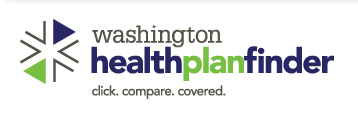 washington
healthplanfinder
click. compare. covered.